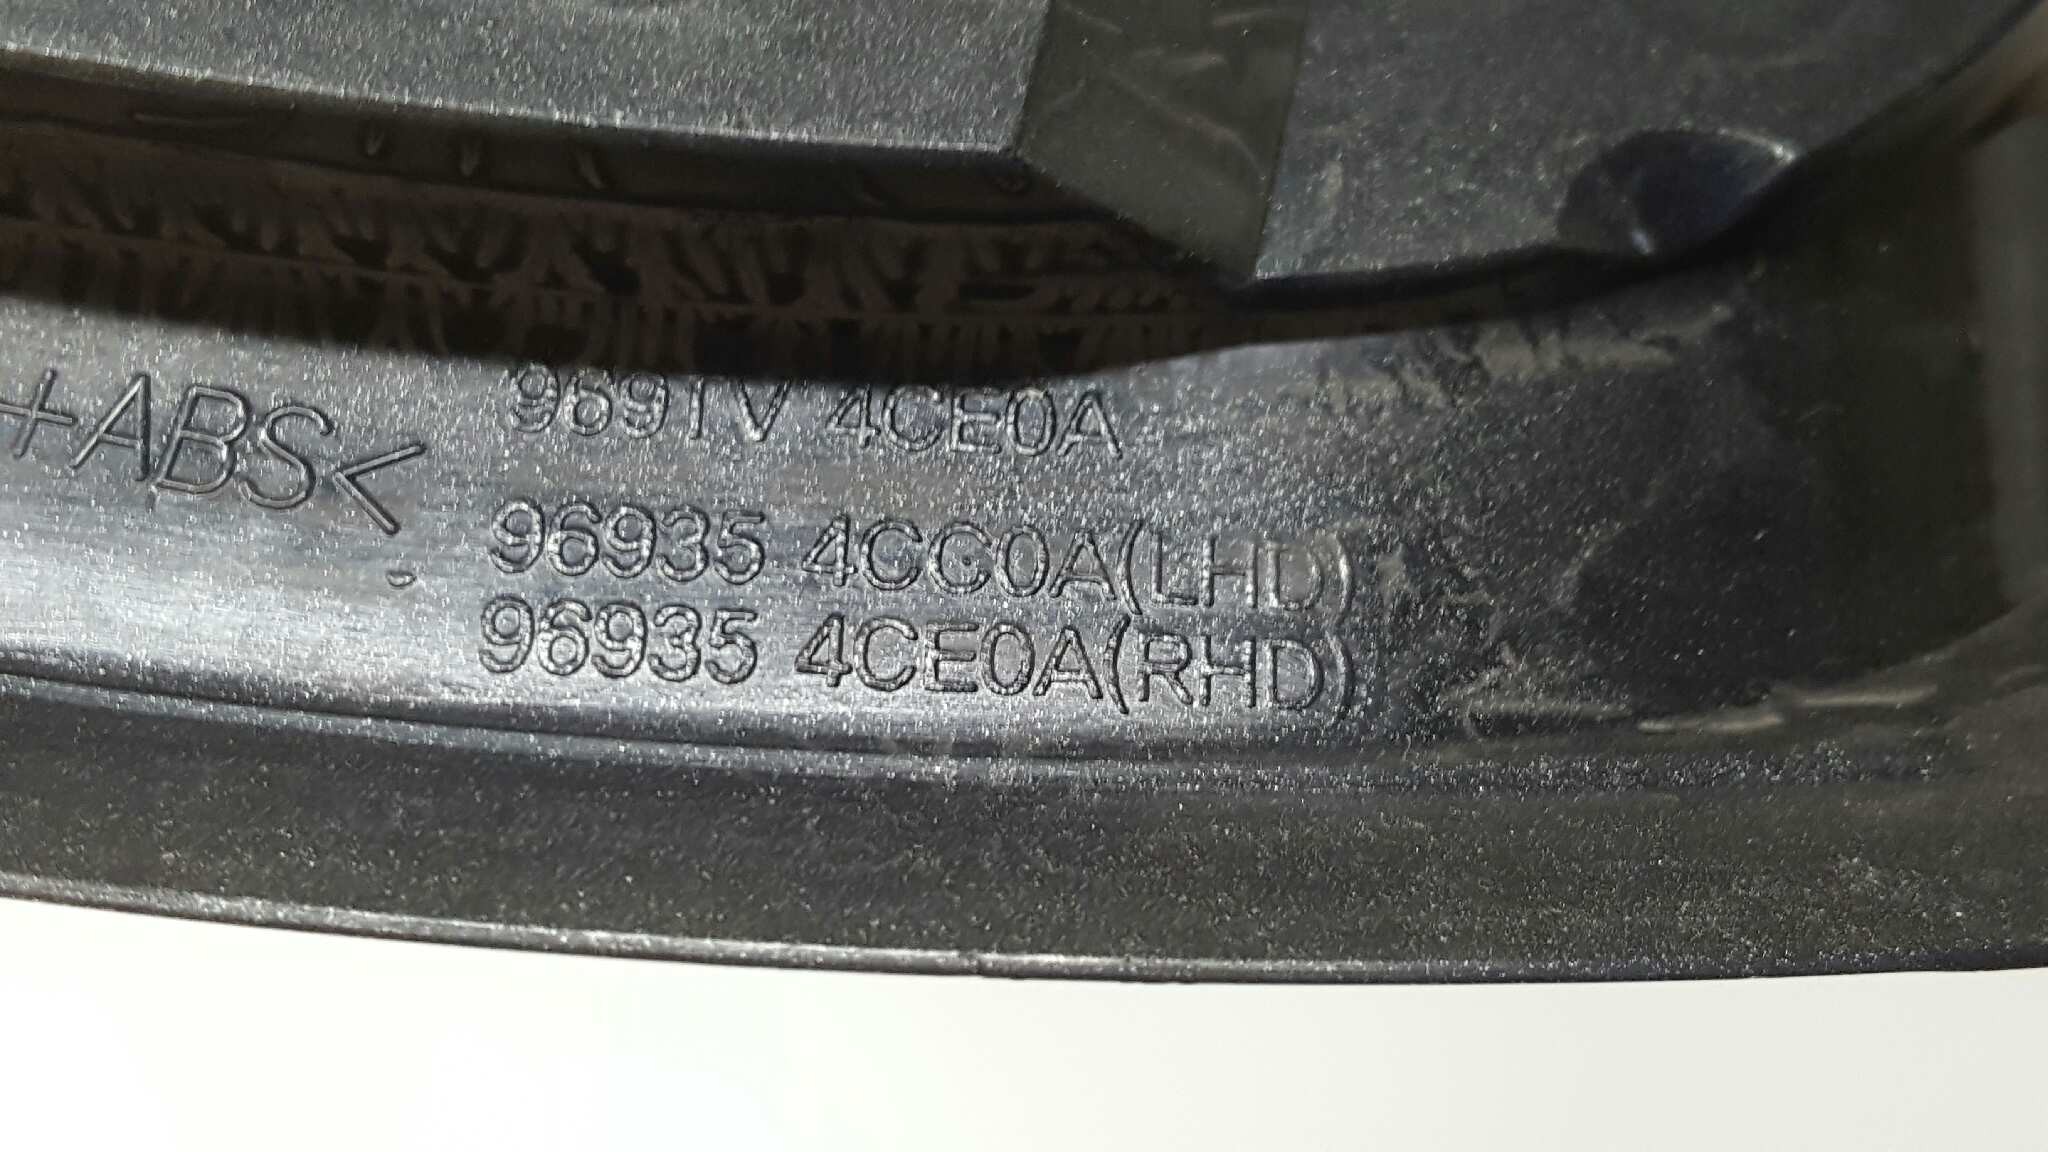 +ABS<
9691V 4CE0A
96935 4CC0A(LHD)
96935 4CE0A(RHD)